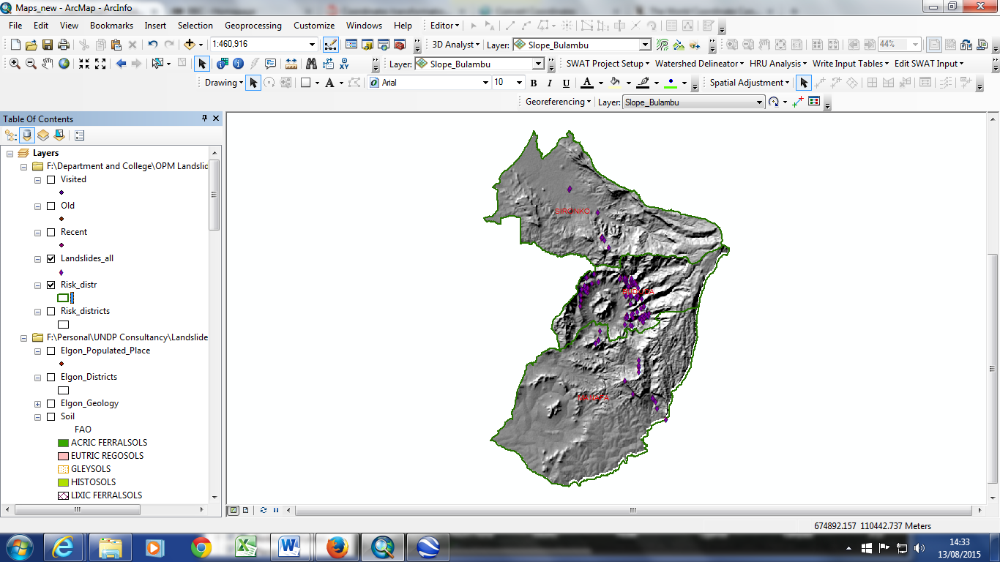 Maps_new - ArcMap - ArcInfo
File Edit View Bookmarks Insert Selection Geoprocessing Customize Windows Help Editor
1:460,916 3D Analyst Layer: Slope_Bulambu 44%
Layer: Slope_Bulambu SWAT Project Setup Watershed Delineator HRU Analysis Write Input Tables Edit SWAT Input
Drawing A Arial 10 B I U A Spatial Adjustment
Georeferencing Layer: Slope_Bulambu
Table Of Contents
Layers
F:\Department and College\OPM Landslid
Visited
Old
Recent
Landslides_all
Risk_distr
Risk_districts
F:\Personal\UNDP Consultancy\Landslide
Elgon_Populated_Place
Elgon_Districts
Elgon_Geology
Soil
FAO
ACRIC FERRALSOLS
EUTRIC REGOSOLS
GLEYSOLS
HISTOSOLS
LIXIC FERRALSOLS
SIRONKO
MANAFA
674892.157 110442.737 Meters
14:33
13/08/2015